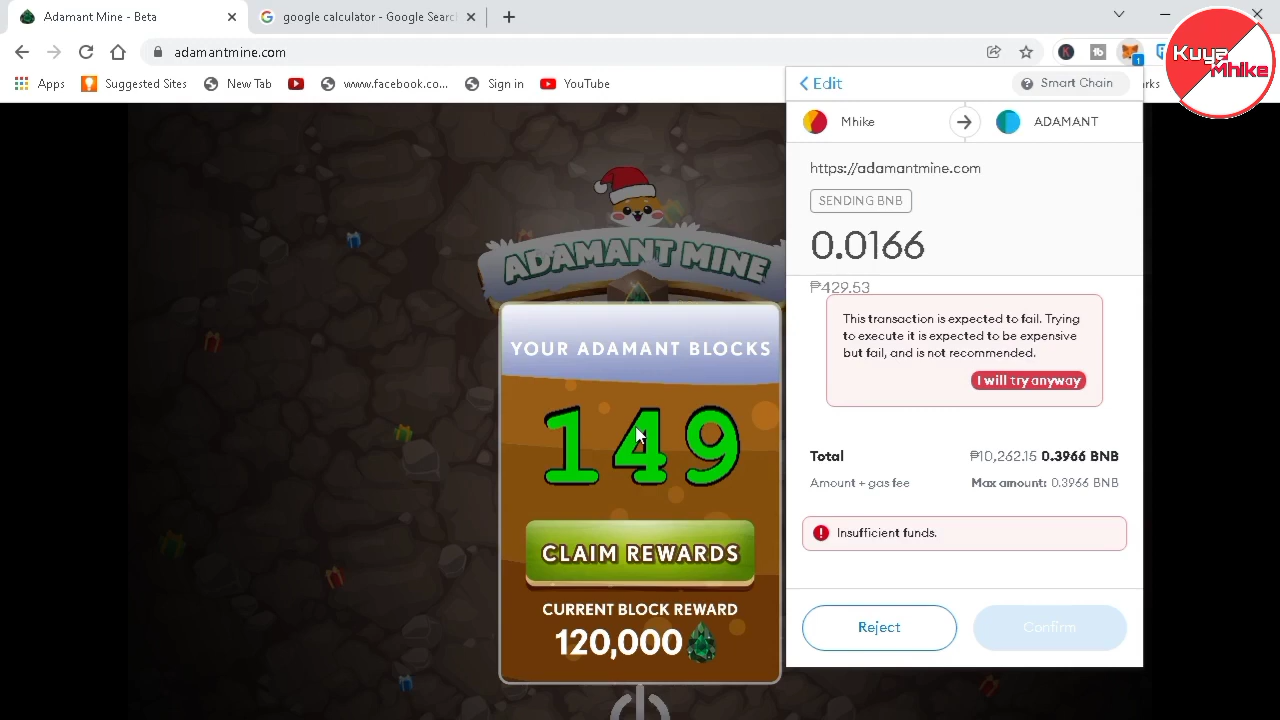 Adamant Mine - Beta
google calculator - Google Searc
adamantmine.com
Apps
Suggested Sites
New Tab
www.facebook.co...
Sign in
YouTube
Kuya
Mhike
Edit
Smart Chain
Mhike
ADAMANT
https://adamantmine.com
SENDING BNB
0.0166
₱429.53
This transaction is expected to fail. Trying
to execute it is expected to be expensive
but fail, and is not recommended.
I will try anyway
Total
₱10,262.15 0.3966 BNB
Amount + gas fee
Max amount: 0.3966 BNB
Insufficient funds.
Reject
Confirm
ADAMANT MINE
YOUR ADAMANT BLOCKS
149
CLAIM REWARDS
CURRENT BLOCK REWARD
120,000